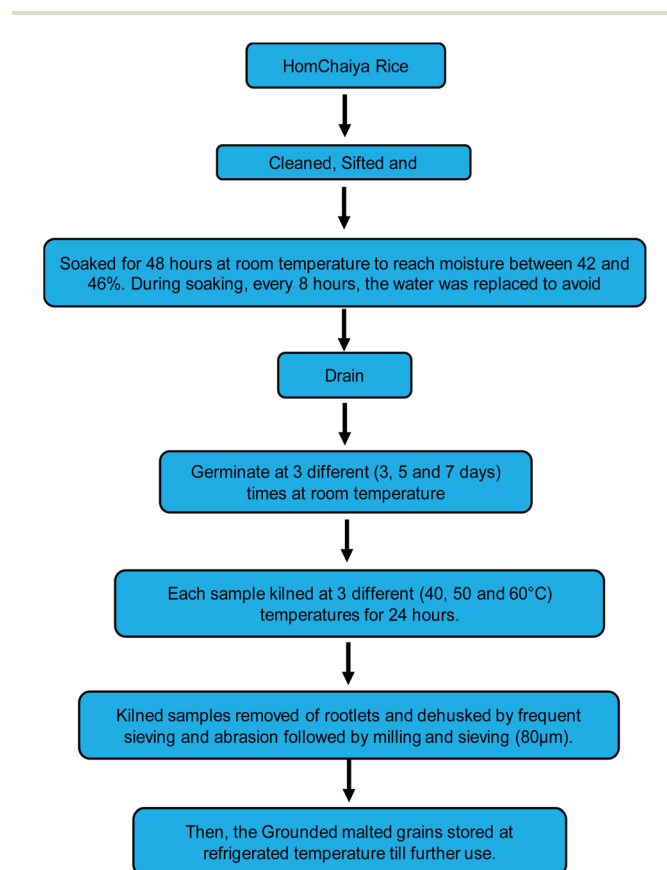 HomChaiya Rice
Cleaned, Sifted and
Soaked for 48 hours at room temperature to reach moisture between 42 and
46%. During soaking, every 8 hours, the water was replaced to avoid
Drain
Germinate at 3 different (3, 5 and 7 days)
times at room temperature
Each sample kilned at 3 different (40, 50 and 60°C)
temperatures for 24 hours.
Kilned samples removed of rootlets and dehusked by frequent
sieving and abrasion followed by milling and sieving (80μm).
Then, the Grounded malted grains stored at
refrigerated temperature till further use.